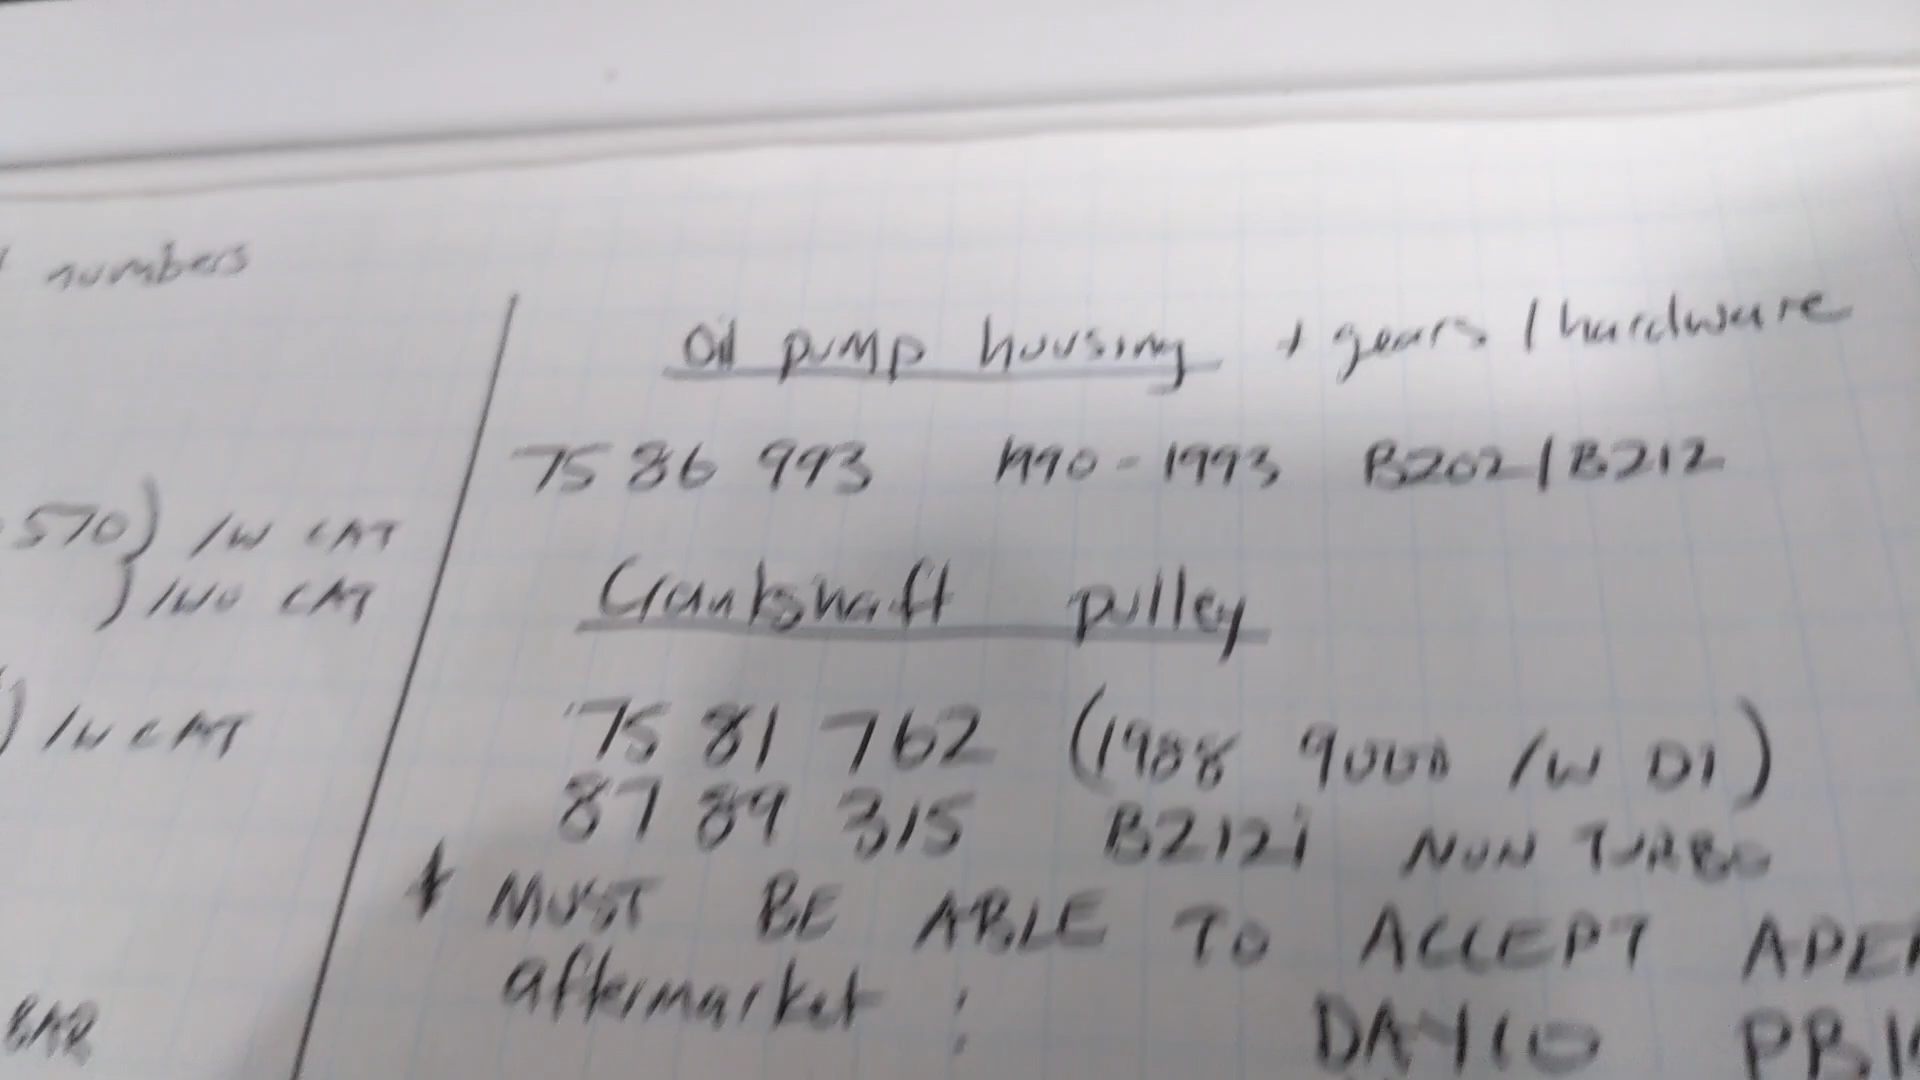 numbers
570) /W CAT
) /WO CAT
) /W CAT
BAR
Oil pump housing + gears / hardware
75 86 993 1990-1993 B202/B212
Crankshaft pulley
75 81 762 (1988 9000 /W DI)
87 89 315 B212i NON TURBO
* MUST BE ABLE TO ACCEPT
aftermarket : DAYCO PB1